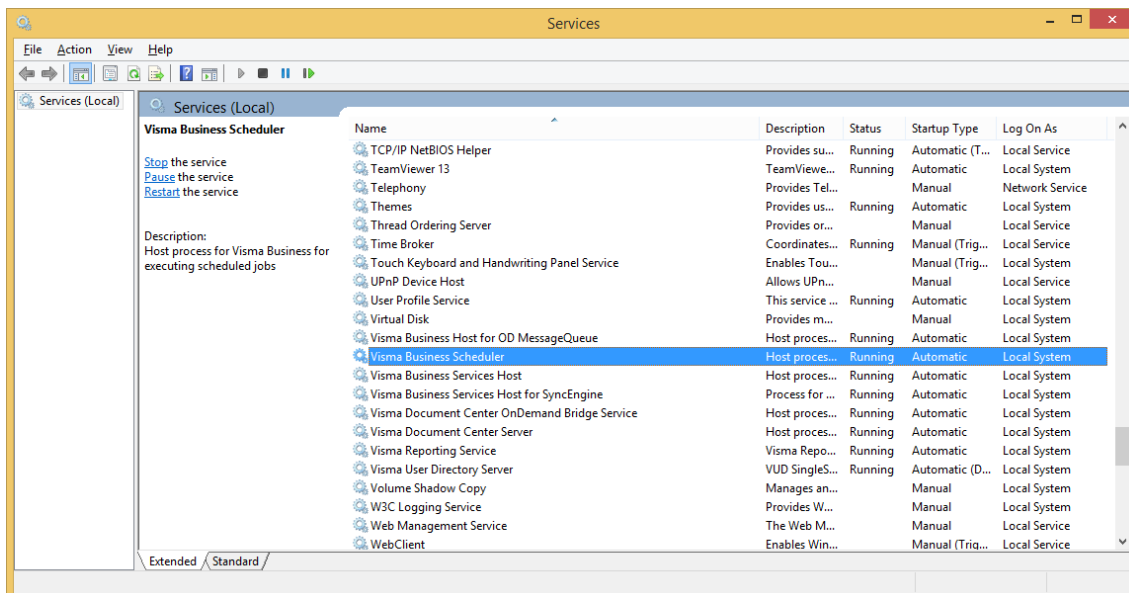 Services
File Action View Help
Services (Local)
Services (Local)
Visma Business Scheduler
Stop the service
Pause the service
Restart the service
Description:
Host process for Visma Business for
executing scheduled jobs
Name Description Status Startup Type Log On As
TCP/IP NetBIOS Helper Provides su... Running Automatic (T... Local Service
TeamViewer 13 TeamViewe... Running Automatic Local System
Telephony Provides Tel... Manual Network Service
Themes Provides us... Running Automatic Local System
Thread Ordering Server Provides or... Manual Local Service
Time Broker Coordinates... Running Manual (Trig... Local Service
Touch Keyboard and Handwriting Panel Service Enables Tou... Manual (Trig... Local System
UPnP Device Host Allows UPn... Manual Local Service
User Profile Service This service ... Running Automatic Local System
Virtual Disk Provides m... Manual Local System
Visma Business Host for OD MessageQueue Host proces... Running Automatic Local System
Visma Business Scheduler Host proces... Running Automatic Local System
Visma Business Services Host Host proces... Running Automatic Local System
Visma Business Services Host for SyncEngine Process for ... Running Automatic Local System
Visma Document Center OnDemand Bridge Service Host proces... Running Automatic Local System
Visma Document Center Server Host proces... Running Automatic Local System
Visma Reporting Service Visma Repo... Running Automatic Local System
Visma User Directory Server VUD SingleS... Running Automatic (D... Local System
Volume Shadow Copy Manages an... Manual Local System
W3C Logging Service Provides W... Manual Local System
Web Management Service The Web M... Manual Local Service
WebClient Enables Win... Manual (Trig... Local Service
Extended Standard